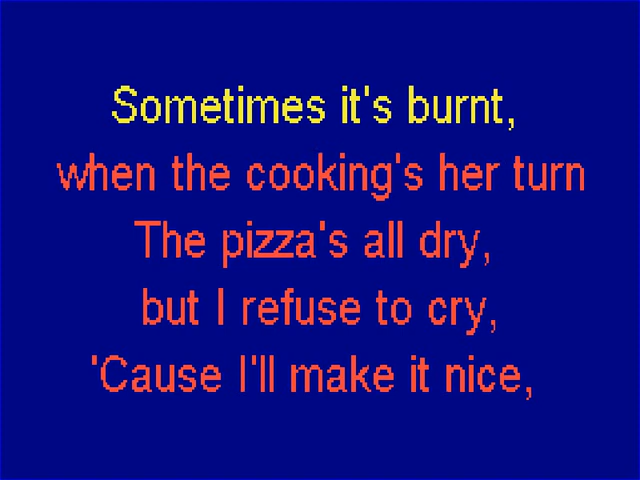 Sometimes it's burnt,
when the cooking's her turn
The pizza's all dry,
but I refuse to cry,
'Cause I'll make it nice,